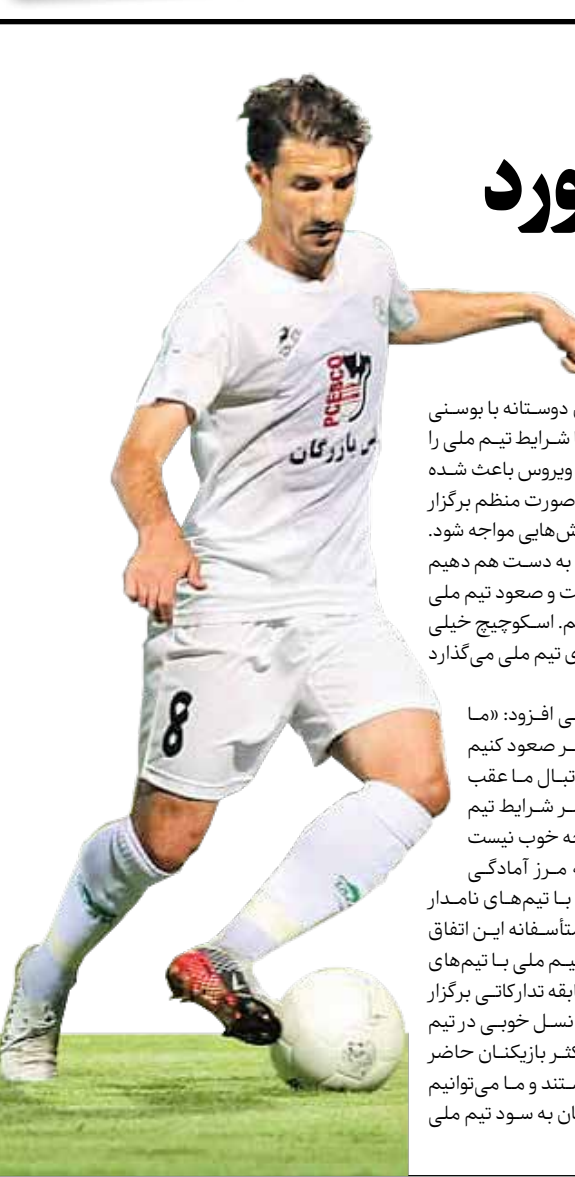 ورد
دوستانه با بوسنی
شرایط تیم ملی را
ویروس باعث شده
صورت منظم برگزار
ش‌هایی مواجه شود.
به دست هم دهیم
ت و صعود تیم ملی
م. اسکوچیچ خیلی
ی تیم ملی می‌گذارد
ی افزود: «ما
ـر صعود کنیم
تبال ما عقب
ـر شرایط تیم
جه خوب نیست
مرز آمادگی
با تیم‌های نامدار
متأسفانه این اتفاق
یم ملی با تیم‌های
ابقه تدارکاتی برگزار
نسل خوبی در تیم
کثر بازیکنان حاضر
ستند و ما می‌توانیم
ان به سود تیم ملی
PCEBCO
س بازرگان
8